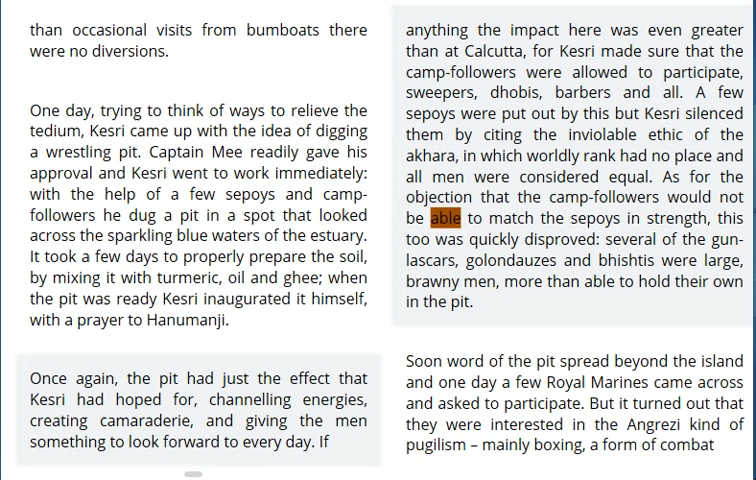 than occasional visits from bumboats there
were no diversions.
One day, trying to think of ways to relieve the
tedium, Kesri came up with the idea of digging
a wrestling pit. Captain Mee readily gave his
approval and Kesri went to work immediately:
with the help of a few sepoys and camp-
followers he dug a pit in a spot that looked
across the sparkling blue waters of the estuary.
It took a few days to properly prepare the soil,
by mixing it with turmeric, oil and ghee; when
the pit was ready Kesri inaugurated it himself,
with a prayer to Hanumanji.
Once again, the pit had just the effect that
Kesri had hoped for, channelling energies,
creating camaraderie, and giving the men
something to look forward to every day. If
anything the impact here was even greater
than at Calcutta, for Kesri made sure that the
camp-followers were allowed to participate,
sweepers, dhobis, barbers and all. A few
sepoys were put out by this but Kesri silenced
them by citing the inviolable ethic of the
akhara, in which worldly rank had no place and
all men were considered equal. As for the
objection that the camp-followers would not
be able to match the sepoys in strength, this
too was quickly disproved: several of the gun-
lascars, golondauzes and bhishtis were large,
brawny men, more than able to hold their own
in the pit.
Soon word of the pit spread beyond the island
and one day a few Royal Marines came across
and asked to participate. But it turned out that
they were interested in the Angrezi kind of
pugilism – mainly boxing, a form of combat